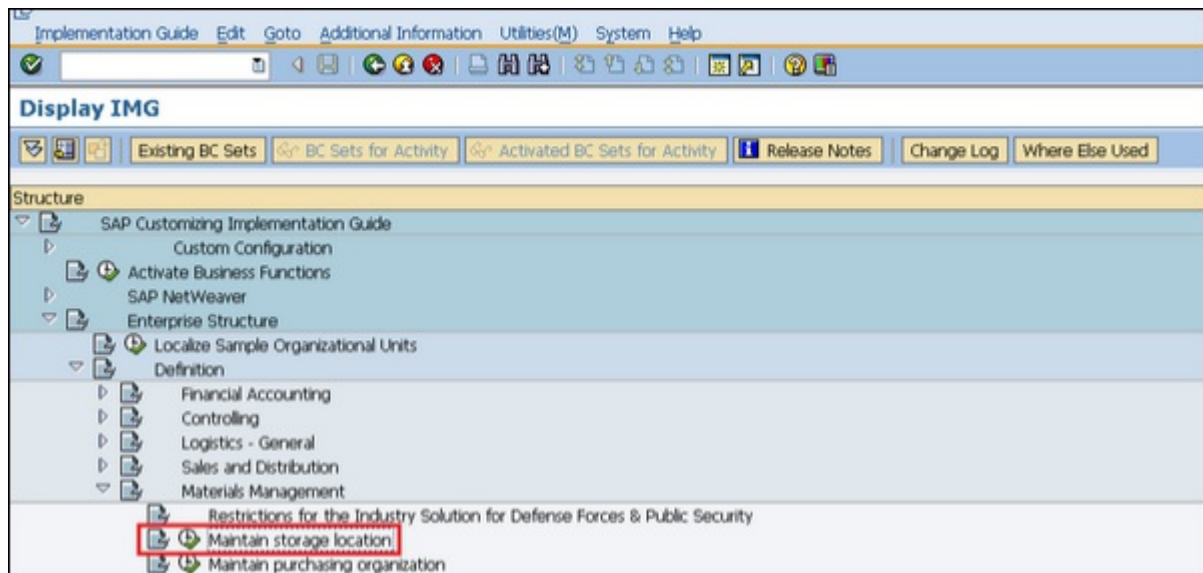 Implementation Guide Edit Goto Additional Information Utilities(M) System Help
Display IMG
Existing BC Sets BC Sets for Activity Activated BC Sets for Activity Release Notes Change Log Where Else Used
Structure
SAP Customizing Implementation Guide
Custom Configuration
Activate Business Functions
SAP NetWeaver
Enterprise Structure
Localize Sample Organizational Units
Definition
Financial Accounting
Controlling
Logistics - General
Sales and Distribution
Materials Management
Restrictions for the Industry Solution for Defense Forces & Public Security
Maintain storage location
Maintain purchasing organization